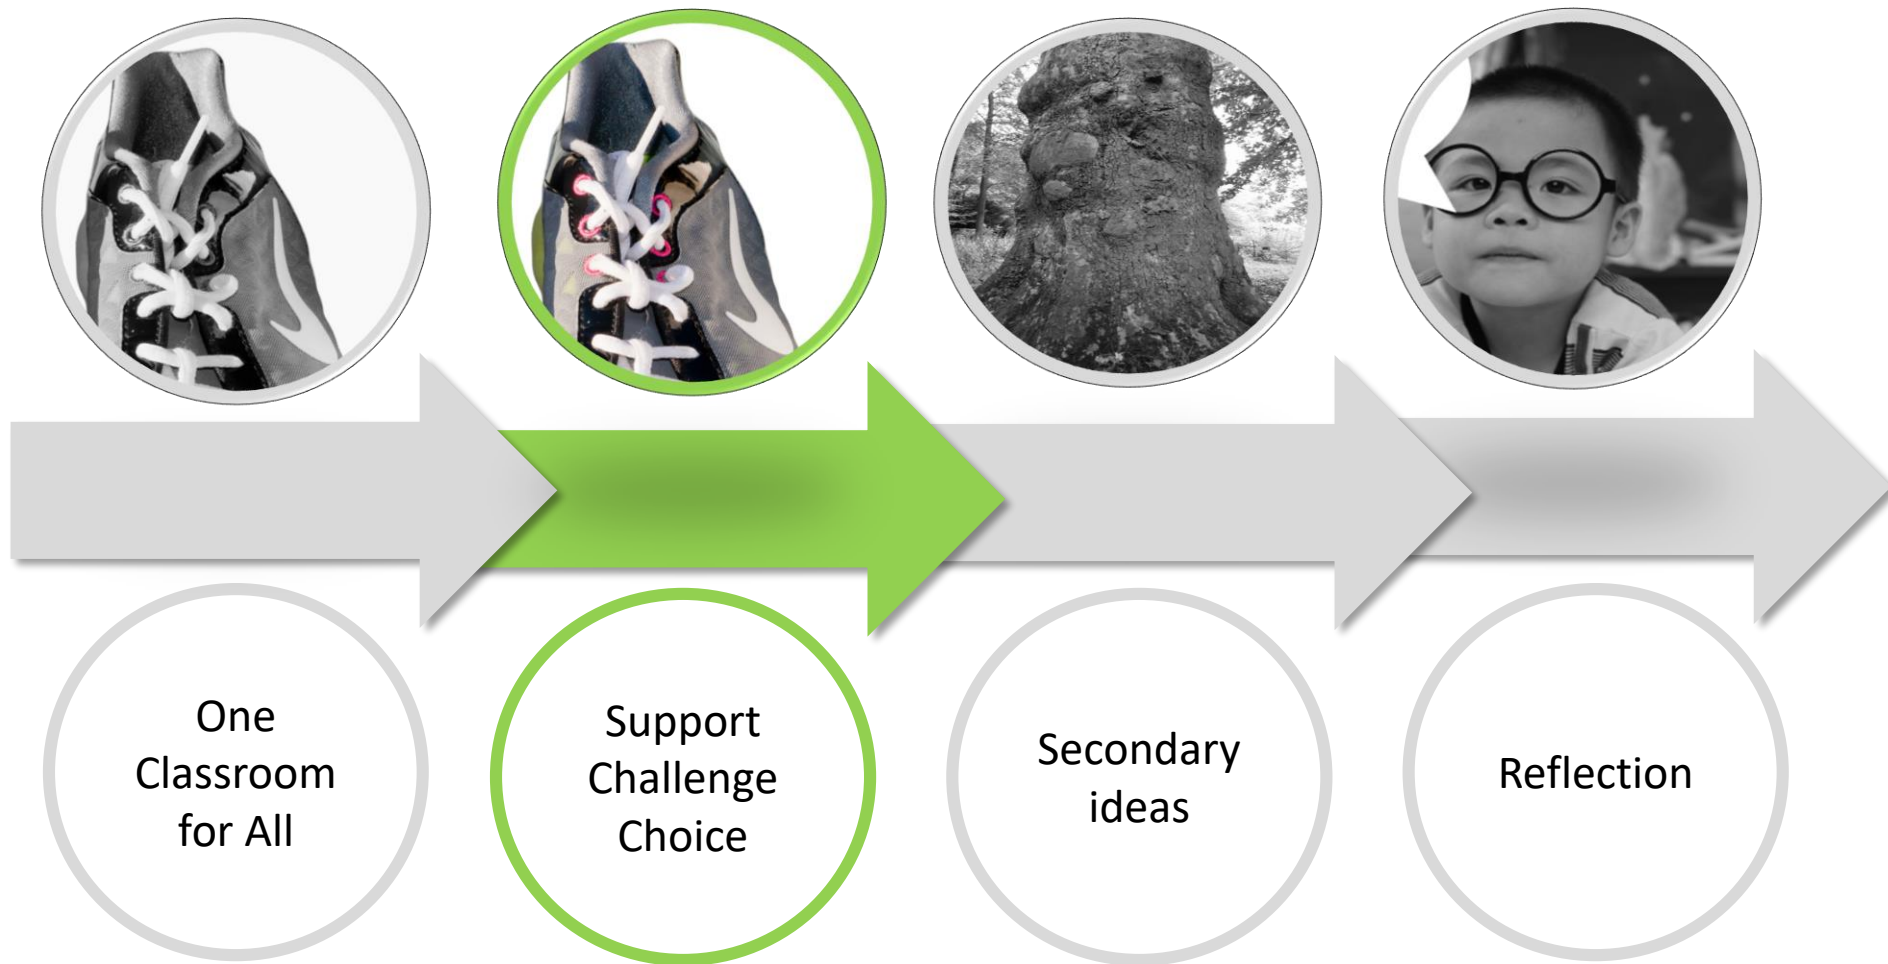 One
Classroom
for All
Support
Challenge
Choice
Secondary
ideas
Reflection